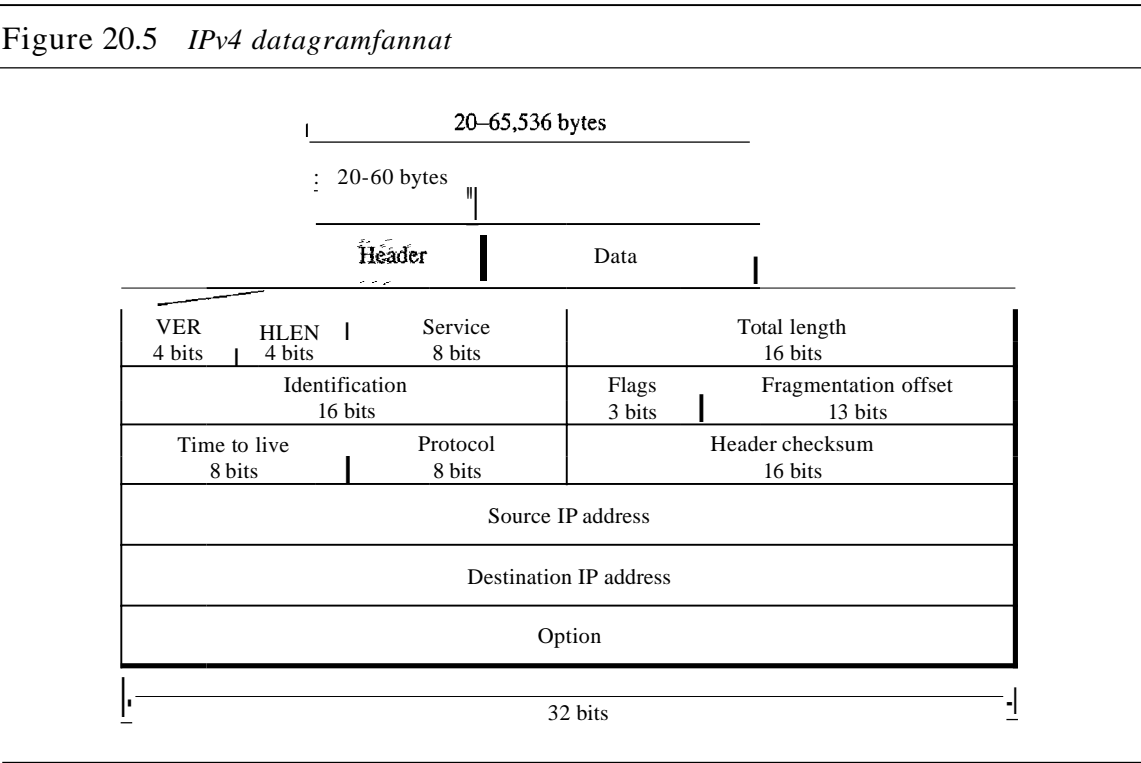 Figure 20.5 IPv4 datagramfannat
20–65,536 bytes
20-60 bytes
Header Data
VER HLEN Service Total length
4 bits 4 bits 8 bits 16 bits
Identification Flags Fragmentation offset
16 bits 3 bits 13 bits
Time to live Protocol Header checksum
8 bits 8 bits 16 bits
Source IP address
Destination IP address
Option
32 bits